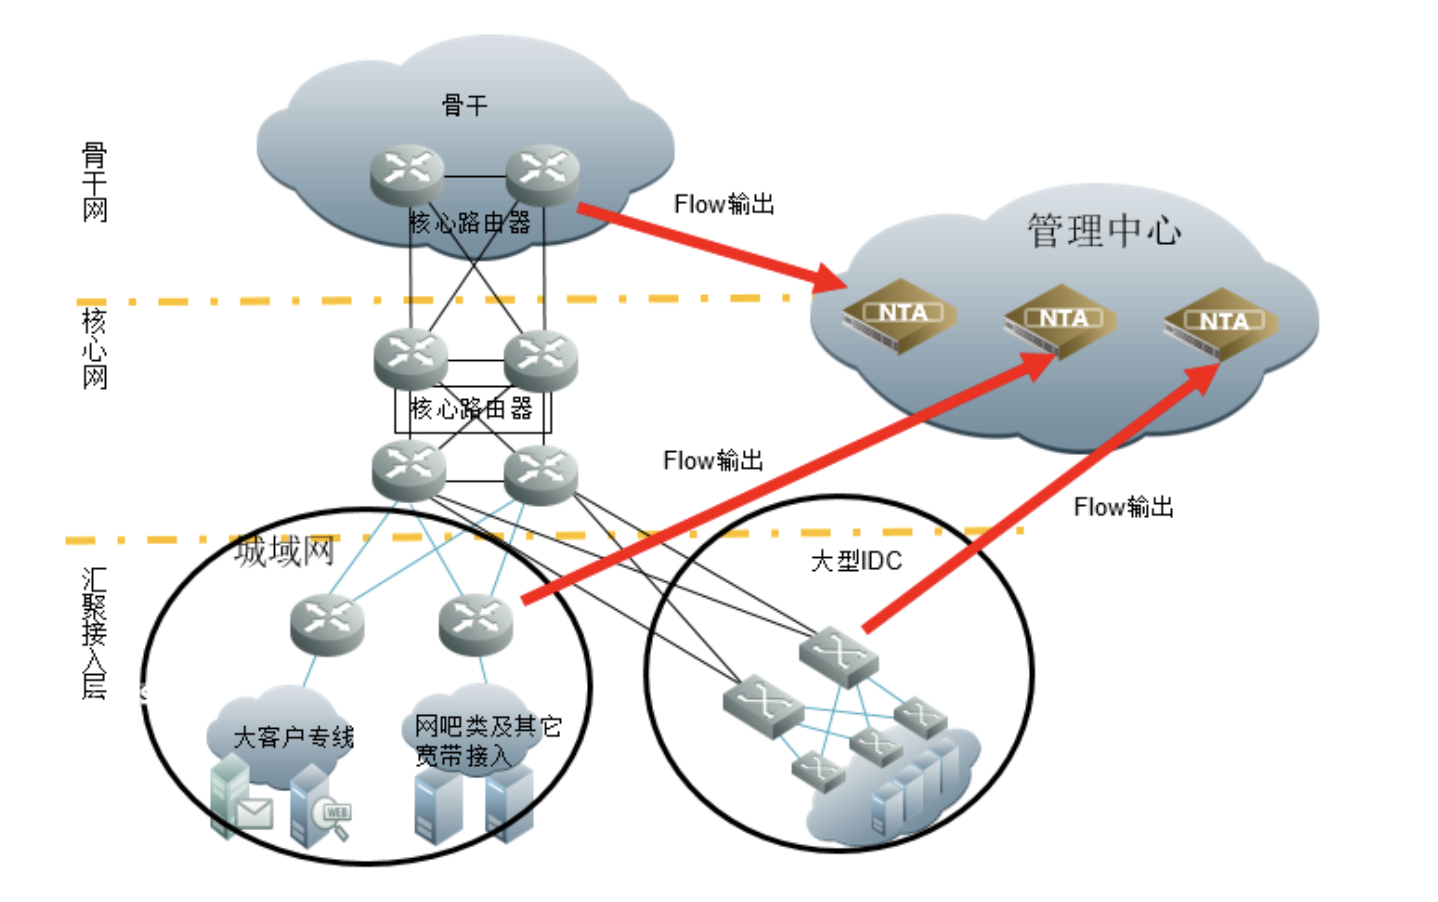 骨干
骨干网
Flow输出
核心路由器
管理中心
NTA
NTA
NTA
核心网
核心路由器
Flow输出
Flow输出
城域网
大型IDC
汇聚接入层
大客户专线
网吧类及其它
宽带接入
WEB